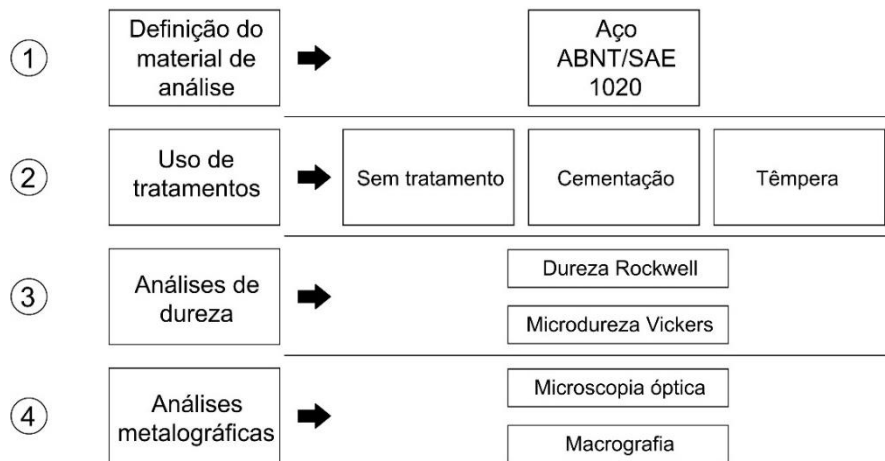 1
Definição do
material de
análise
Aço
ABNT/SAE
1020
2
Uso de
tratamentos
Sem tratamento
Cementação
Têmpera
3
Análises de
dureza
Dureza Rockwell
Microdureza Vickers
4
Análises
metalográficas
Microscopia óptica
Macrografia